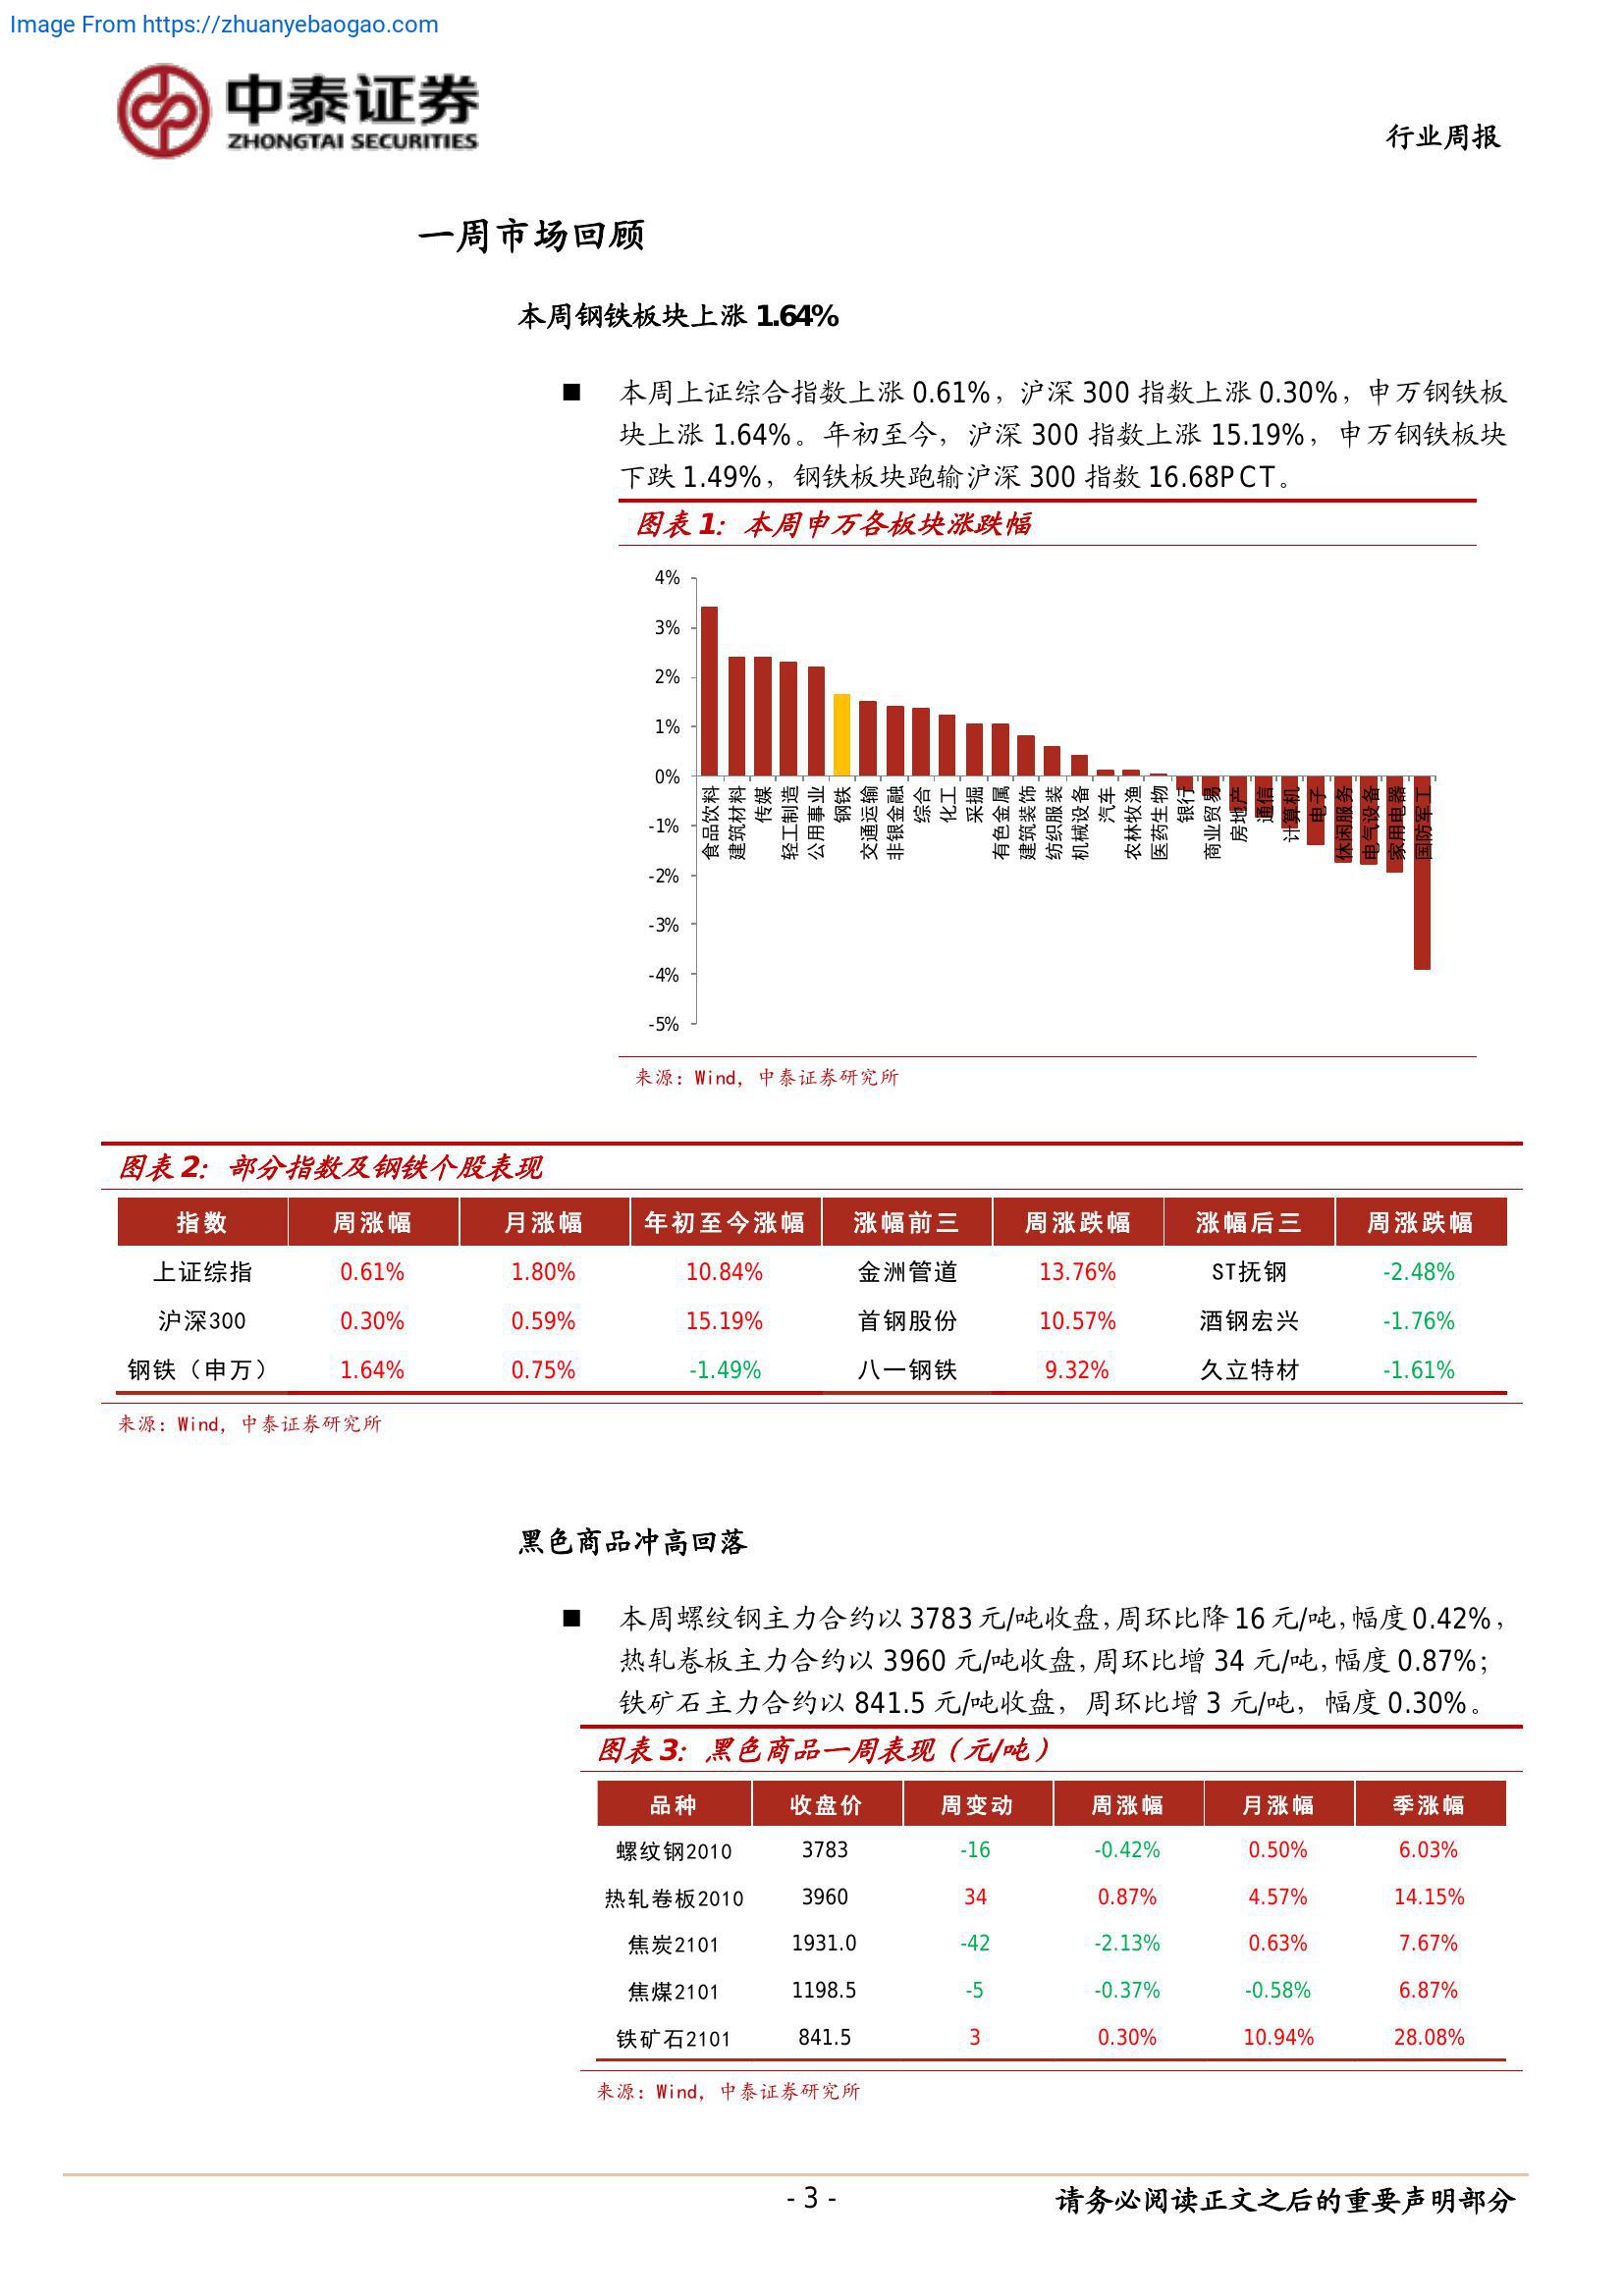 Image From https://zhuanyebaogao.com
中泰证券
ZHONGTAI SECURITIES
行业周报
一周市场回顾
本周钢铁板块上涨 1.64%
■ 本周上证综合指数上涨 0.61%，沪深 300 指数上涨 0.30%，申万钢铁板
块上涨 1.64%。年初至今，沪深 300 指数上涨 15.19%，申万钢铁板块
下跌 1.49%，钢铁板块跑输沪深 300 指数 16.68PCT。
图表 1：本周申万各板块涨跌幅
4%
3%
2%
1%
0%
-1%
-2%
-3%
-4%
-5%
食品饮料
建筑材料
传媒
轻工制造
公用事业
钢铁
交通运输
非银金融
综合
化工
采掘
有色金属
建筑装饰
纺织服装
机械设备
汽车
农林牧渔
医药生物
银行
商业贸易
房地产
通信
计算机
电子
休闲服务
电气设备
家用电器
国防军工
来源：Wind，中泰证券研究所
图表 2：部分指数及钢铁个股表现
指数 周涨幅 月涨幅 年初至今涨幅 涨幅前三 周涨跌幅 涨幅后三 周涨跌幅
上证综指 0.61% 1.80% 10.84% 金洲管道 13.76% ST抚钢 -2.48%
沪深300 0.30% 0.59% 15.19% 首钢股份 10.57% 酒钢宏兴 -1.76%
钢铁（申万） 1.64% 0.75% -1.49% 八一钢铁 9.32% 久立特材 -1.61%
来源：Wind，中泰证券研究所
黑色商品冲高回落
■ 本周螺纹钢主力合约以 3783 元/吨收盘，周环比降 16 元/吨，幅度 0.42%，
热轧卷板主力合约以 3960 元/吨收盘，周环比增 34 元/吨，幅度 0.87%；
铁矿石主力合约以 841.5 元/吨收盘，周环比增 3 元/吨，幅度 0.30%。
图表 3：黑色商品一周表现（元/吨）
品种 收盘价 周变动 周涨幅 月涨幅 季涨幅
螺纹钢2010 3783 -16 -0.42% 0.50% 6.03%
热轧卷板2010 3960 34 0.87% 4.57% 14.15%
焦炭2101 1931.0 -42 -2.13% 0.63% 7.67%
焦煤2101 1198.5 -5 -0.37% -0.58% 6.87%
铁矿石2101 841.5 3 0.30% 10.94% 28.08%
来源：Wind，中泰证券研究所
- 3 -
请务必阅读正文之后的重要声明部分